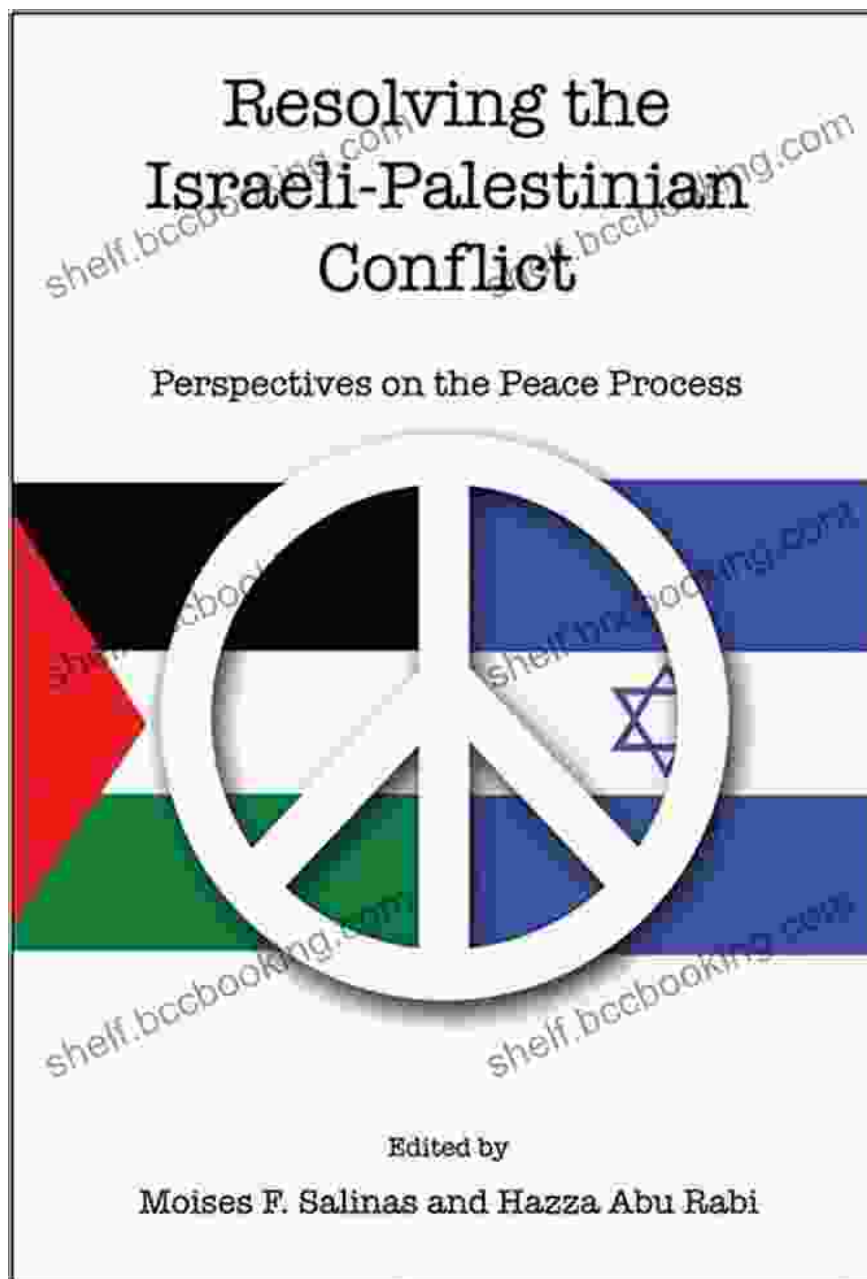 Resolving the
Israeli-Palestinian
Conflict
shelf.bccbooking.com
shelf.bccbooking.com
Perspectives on the Peace Process
shelf.bccbooking.com
shelf.bccbooking.com
shelf.bccbooking.com
shelf.bccbooking.com
Edited by
Moises F. Salinas and Hazza Abu Rabi